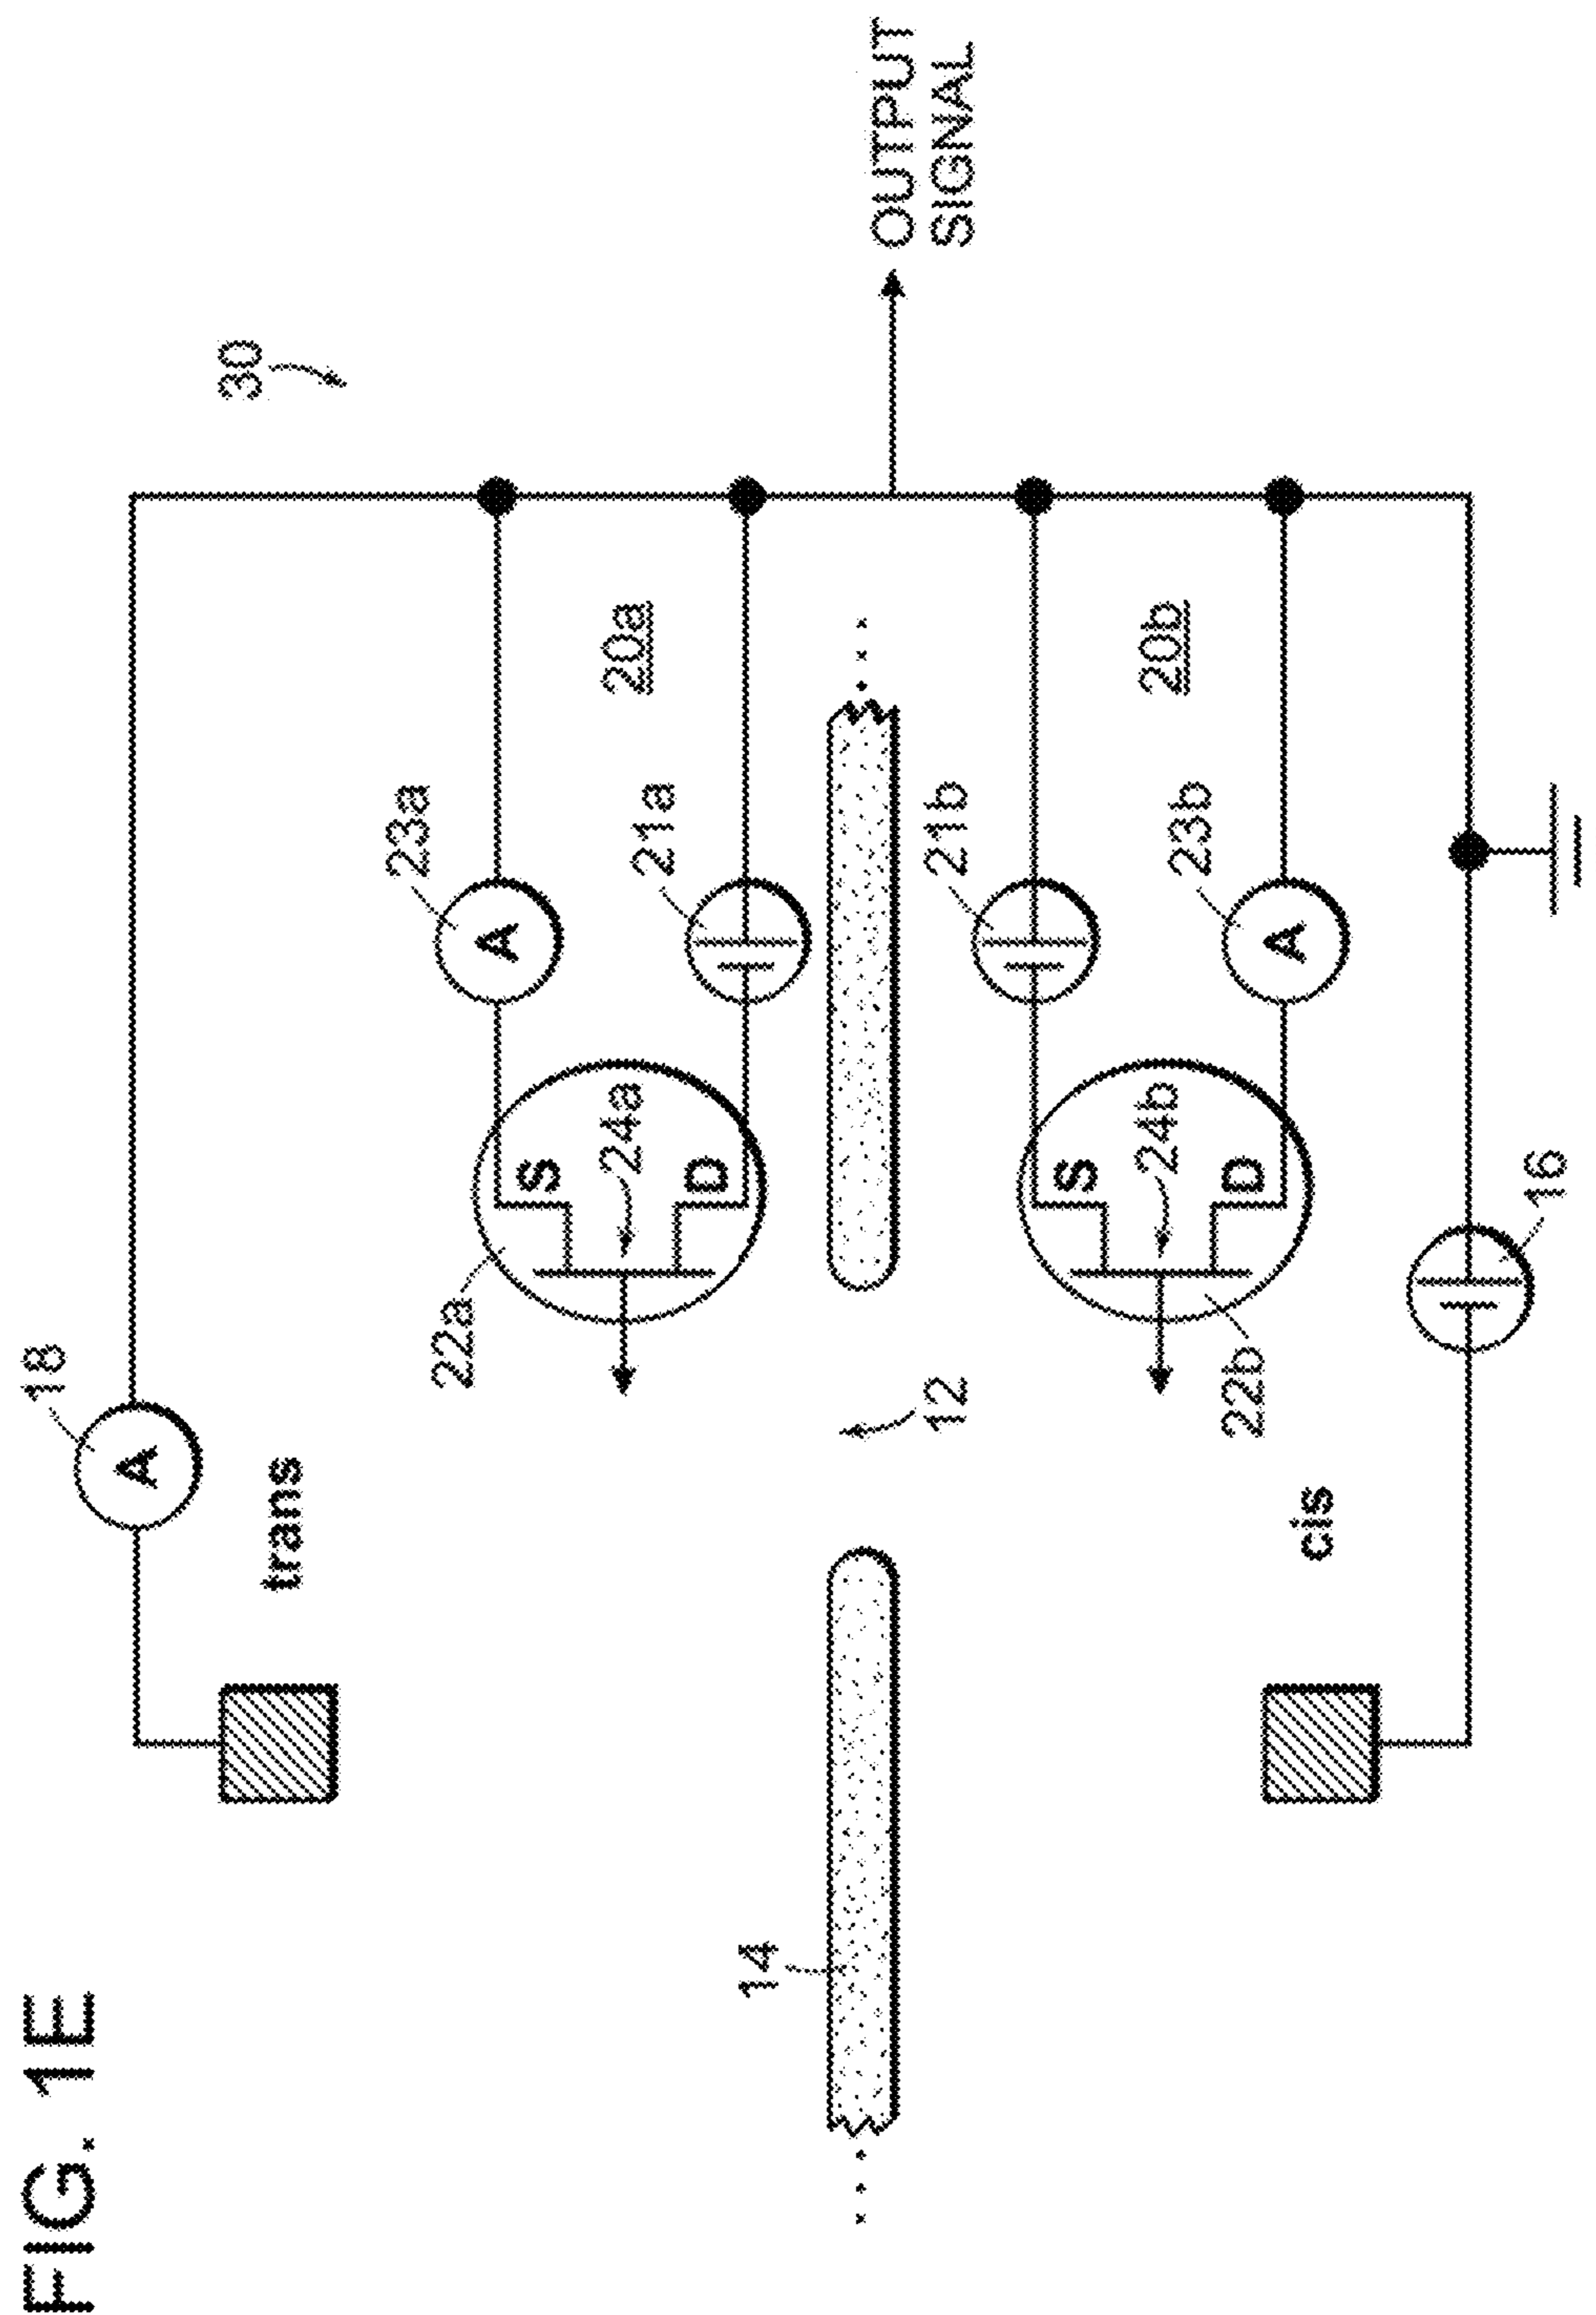 FIG. 1E
18
A
trans
30
22a
S
24a
D
23a
A
21a
20a
OUTPUT
SIGNAL
14
12
21b
20b
22b
S
24b
D
23b
A
cis
16